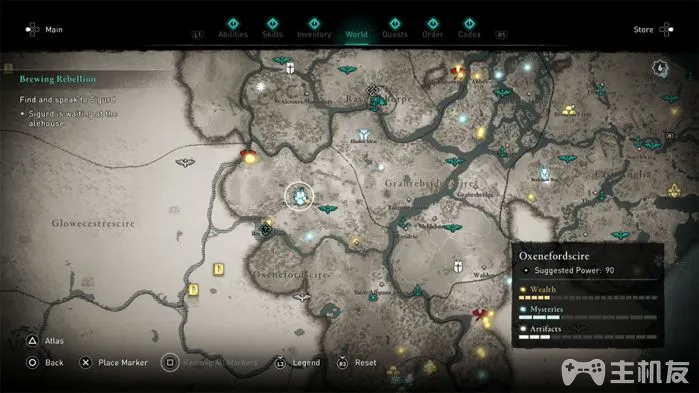 Main
L1
Abilities
Skills
Inventory
World
Quests
Order
Codex
R1
Store
6
Brewing Rebellion
Find and speak to Sigurd
• Sigurd is waiting at the
alehouse
Grantebridgescire
East Anglia
Glowecestrescire
Oxenefordscire
Oxenefordscire
Suggested Power: 90
Wealth
Mysteries
Artifacts
Atlas
Back
Place Marker
Remove All Markers
L3
Legend
R3
Reset
主机友